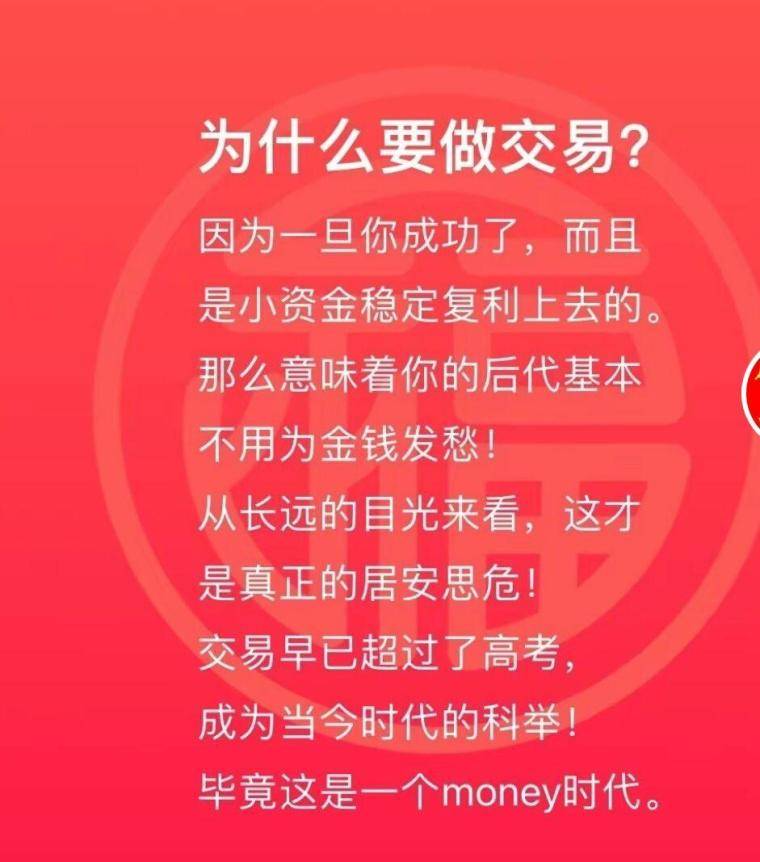 为什么要做交易?
因为一旦你成功了，而且
是小资金稳定复利上去的。
那么意味着你的后代基本
不用为金钱发愁！
从长远的目光来看，这才
是真正的居安思危！
交易早已超过了高考，
成为当今时代的科举！
毕竟这是一个money时代。
福